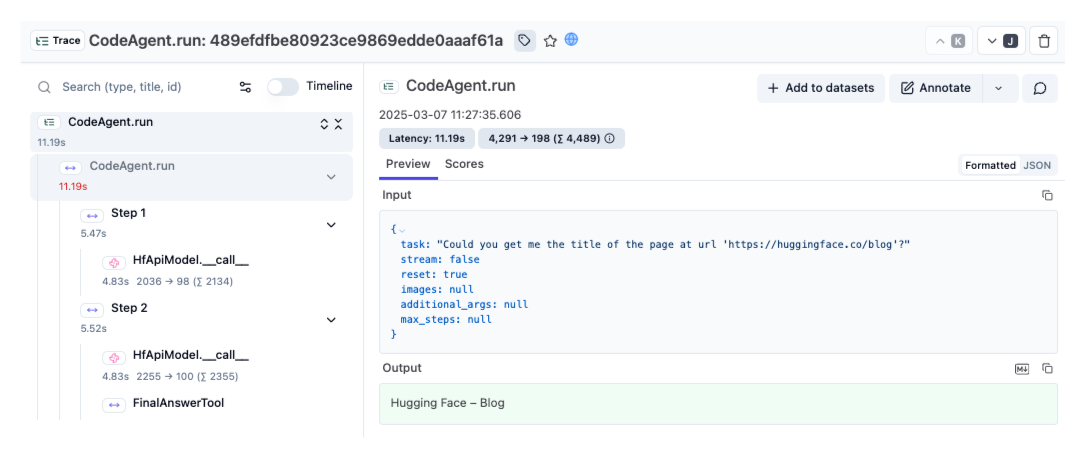 Trace CodeAgent.run: 489efdfbe80923ce9869edde0aaaf61a K J
Search (type, title, id) Timeline
CodeAgent.run
11.19s
CodeAgent.run
11.19s
Step 1
5.47s
HfApiModel.__call__
4.83s 2036 → 98 (∑ 2134)
Step 2
5.52s
HfApiModel.__call__
4.83s 2255 → 100 (∑ 2355)
FinalAnswerTool
CodeAgent.run + Add to datasets Annotate
2025-03-07 11:27:35.606
Latency: 11.19s 4,291 → 198 (∑ 4,489)
Preview Scores Formatted JSON
Input
{
task: "Could you get me the title of the page at url 'https://huggingface.co/blog'?"
stream: false
reset: true
images: null
additional_args: null
max_steps: null
}
Output M↓
Hugging Face – Blog